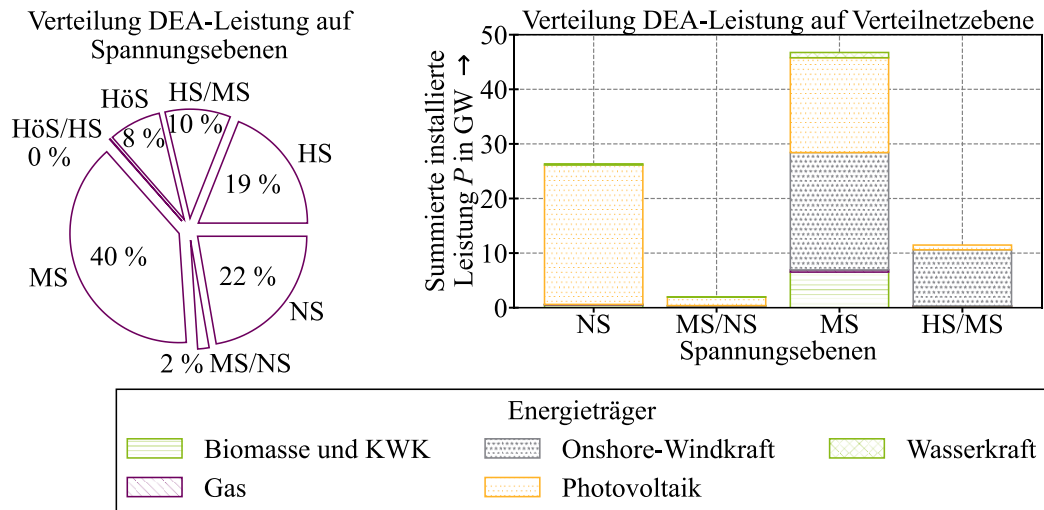 Verteilung DEA-Leistung auf
Spannungsebenen
HöS
HS/MS
HöS/HS
0 %
8 %
10 %
HS
19 %
MS
40 %
22 %
NS
2 % MS/NS
Verteilung DEA-Leistung auf Verteilnetzebene
Summierte installierte
Leistung P in GW →
50
40
30
20
10
0
NS
MS/NS
MS
HS/MS
Spannungsebenen
Energieträger
Biomasse und KWK
Onshore-Windkraft
Wasserkraft
Gas
Photovoltaik